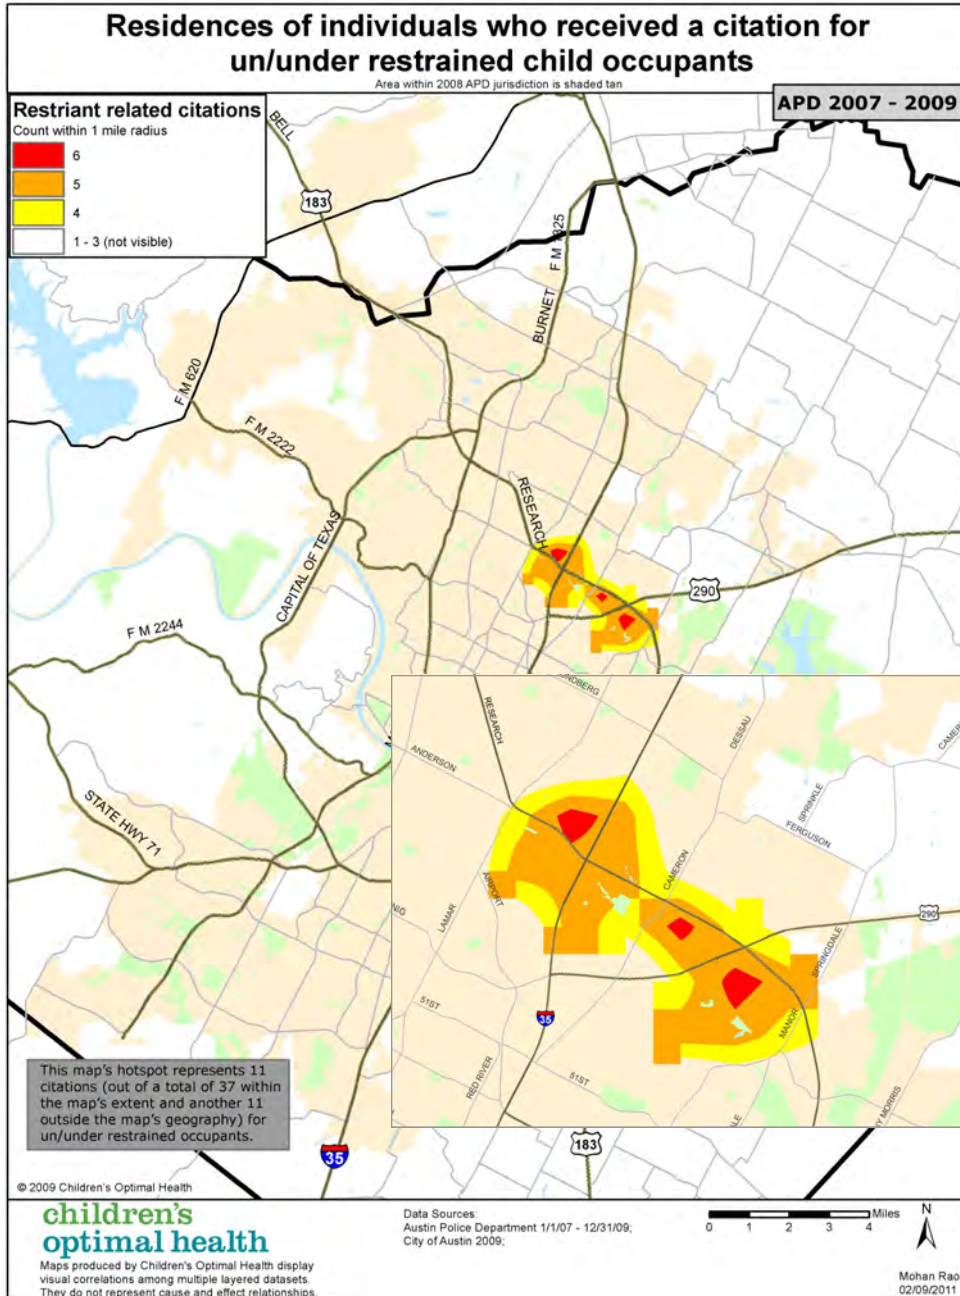 Residences of individuals who received a citation for
un/under restrained child occupants
Area within 2008 APD jurisdiction is shaded tan
APD 2007 - 2009
Restriant related citations
Count within 1 mile radius
6
5
4
1 - 3 (not visible)
BELL
183
F M 1325
BURNET
F M 620
F M 2222
RESEARCH
CAPITAL OF TEXAS
290
F M 2244
STATE HWY 71
RESEARCH
ANDERSON
DESSAU
SPRINKLE
FERGUSON
CAMERON
AIRPORT
LAMAR
290
SPRINGDALE
51ST
35
MANOR
RED RIVER
51ST
183
35
This map's hotspot represents 11
citations (out of a total of 37 within
the map's extent and another 11
outside the map's geography) for
un/under restrained occupants.
© 2009 Children's Optimal Health
children's
optimal health
Maps produced by Children's Optimal Health display
visual correlations among multiple layered datasets.
They do not represent cause and effect relationships.
Data Sources:
Austin Police Department 1/1/07 - 12/31/09;
City of Austin 2009;
Miles
0 1 2 3 4
N
Mohan Rao
02/09/2011